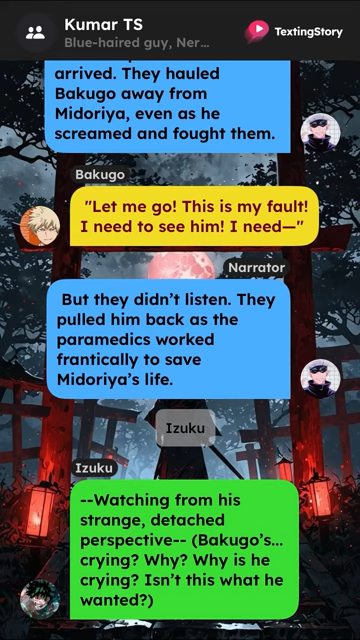 Kumar TS
Blue-haired guy, Ner...
TextingStory
arrived. They hauled
Bakugo away from
Midoriya, even as he
screamed and fought them.
Bakugo
"Let me go! This is my fault!
I need to see him! I need—"
Narrator
But they didn't listen. They
pulled him back as the
paramedics worked
frantically to save
Midoriya's life.
Izuku
Izuku
--Watching from his
strange, detached
perspective-- (Bakugo's...
crying? Why? Why is he
crying? Isn't this what he
wanted?)